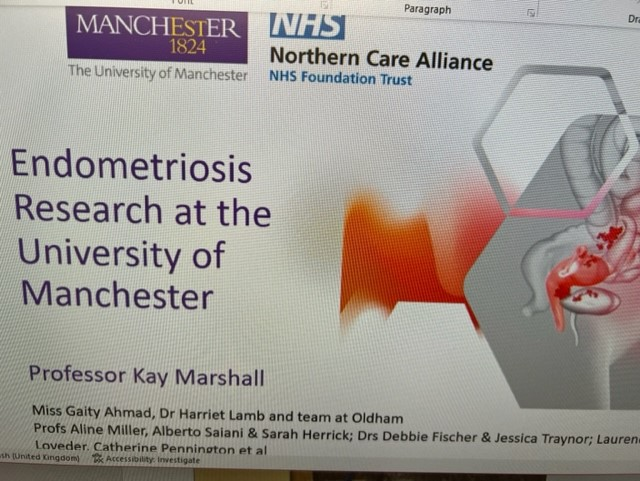 Paragraph
MANCHESTER
1824
The University of Manchester
NHS
Northern Care Alliance
NHS Foundation Trust
Endometriosis
Research at the
University of
Manchester
Professor Kay Marshall
Miss Gaity Ahmad, Dr Harriet Lamb and team at Oldham
Profs Aline Miller, Alberto Saiani & Sarah Herrick; Drs Debbie Fischer & Jessica Traynor;
Loveder, Catherine Pennington et al
(United Kingdom) Accessibility: Investigate